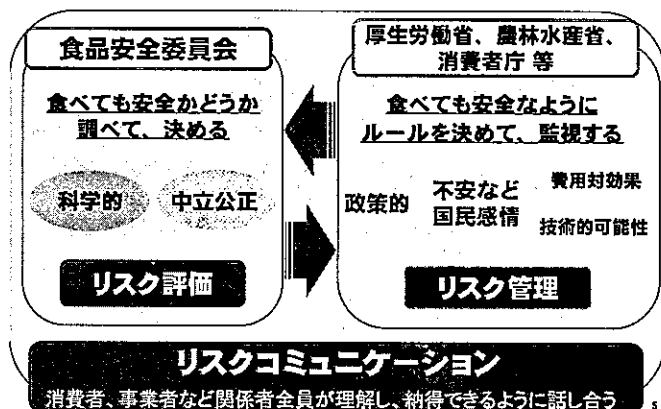 食品安全委員会
食べても安全かどうか
調べて、決める
科学的
中立公正
リスク評価
厚生労働省、農林水産省、
消費者庁 等
食べても安全なように
ルールを決めて、監視する
政策的
不安など
国民感情
費用対効果
技術的可能性
リスク管理
リスクコミュニケーション
消費者、事業者など関係者全員が理解し、納得できるように話し合う
5